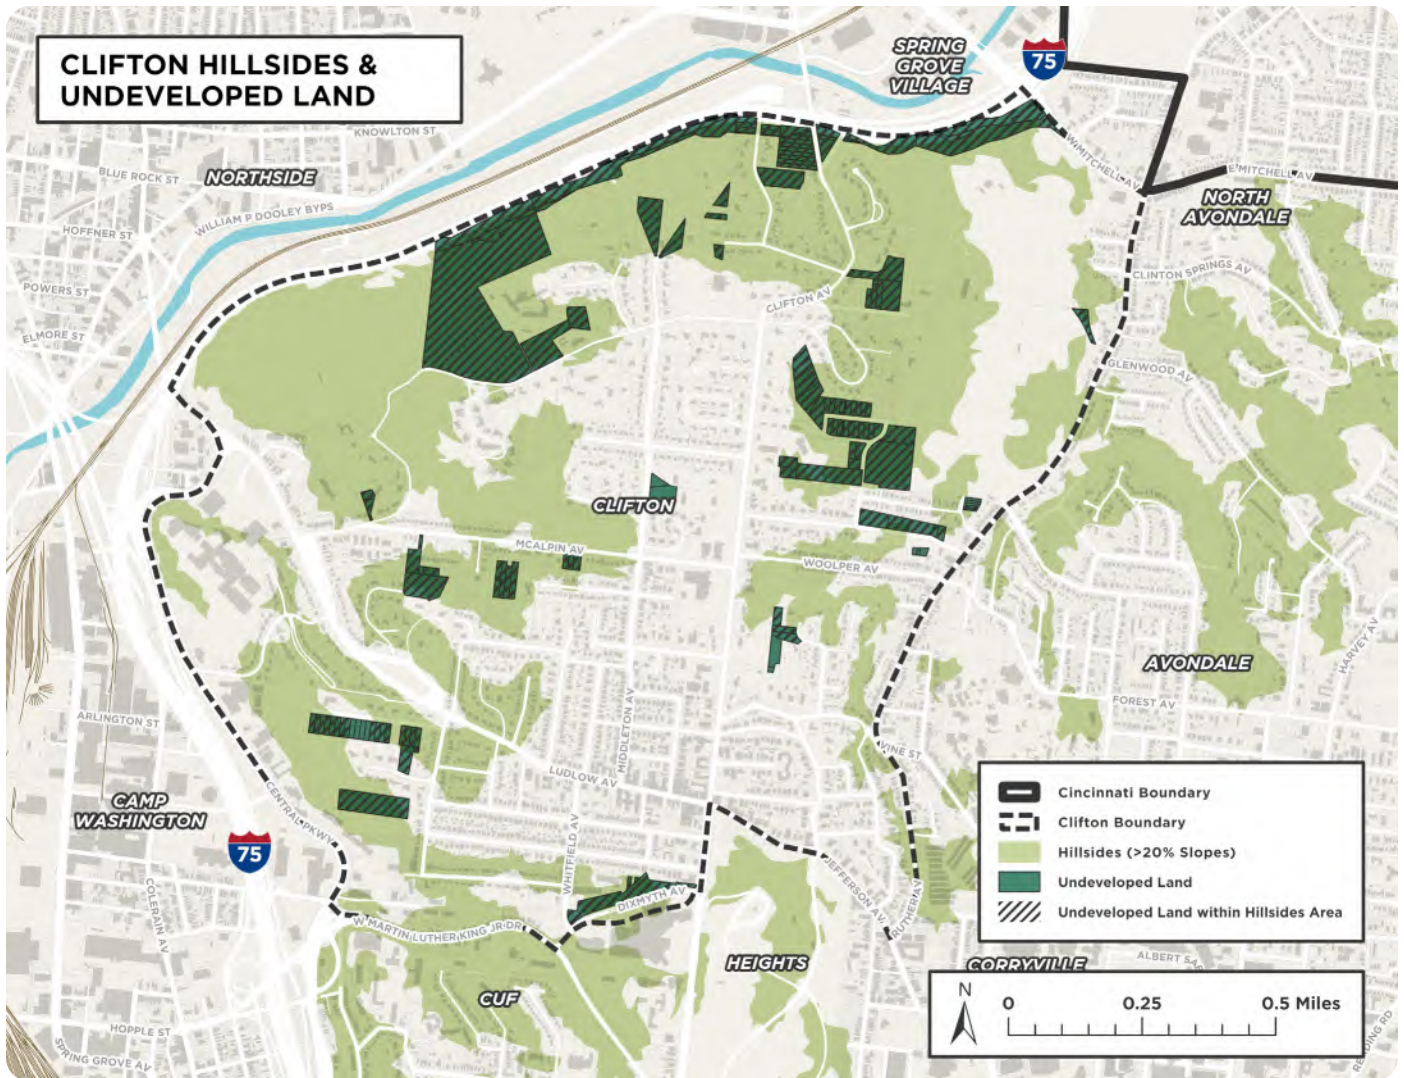 CLIFTON HILLSIDES &
UNDEVELOPED LAND
SPRING
GROVE
VILLAGE
75
KNOWLTON ST
BLUE ROCK ST
NORTHSIDE
W MITCHELL AV
E MITCHELL AV
NORTH
AVONDALE
WILLIAM P DOOLEY BYPS
HOFFNER ST
CLINTON SPRINGS AV
POWERS ST
CLIFTON AV
ELMORE ST
GLENWOOD AV
CLIFTON
MCALPIN AV
WOOLPER AV
HARVEY AV
AVONDALE
FOREST AV
ARLINGTON ST
MIDDLETON AV
VINE ST
LUDLOW AV
CAMP
WASHINGTON
CENTRAL PKWY
75
WHITFIELD AV
JEFFERSON AV
RUTHER AV
DIXMYTH AV
COLERAIN AV
W MARTIN LUTHER KING JR DR
HEIGHTS
CORRYVILLE
ALBERT
CUF
HOPPLE ST
SPRING GROVE AV
READING RD
Cincinnati Boundary
Clifton Boundary
Hillsides (>20% Slopes)
Undeveloped Land
Undeveloped Land within Hillsides Area
N
0 0.25 0.5 Miles